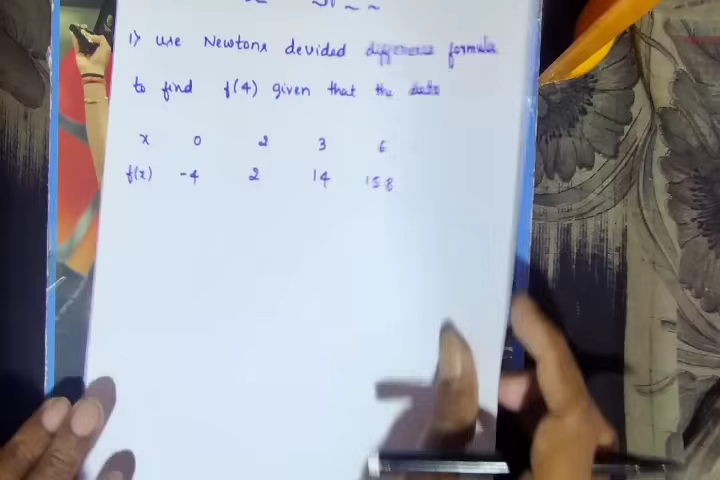 1) use Newtons devided difference formula
to find f(4) given that the data
x 0 2 3 6
f(x) -4 2 14 158